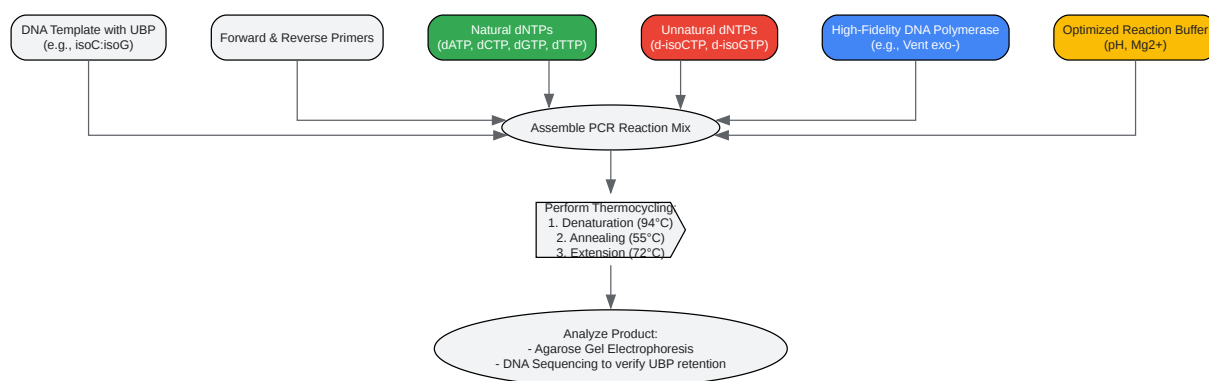 DNA Template with UBP
(e.g., isoC:isoG)
Forward & Reverse Primers
Natural dNTPs
(dATP, dCTP, dGTP, dTTP)
Unnatural dNTPs
(d-isoCTP, d-isoGTP)
High-Fidelity DNA Polymerase
(e.g., Vent exo-)
Optimized Reaction Buffer
(pH, Mg2+)
Assemble PCR Reaction Mix
Perform Thermocycling:
1. Denaturation (94°C)
2. Annealing (55°C)
3. Extension (72°C)
Analyze Product:
- Agarose Gel Electrophoresis
- DNA Sequencing to verify UBP retention